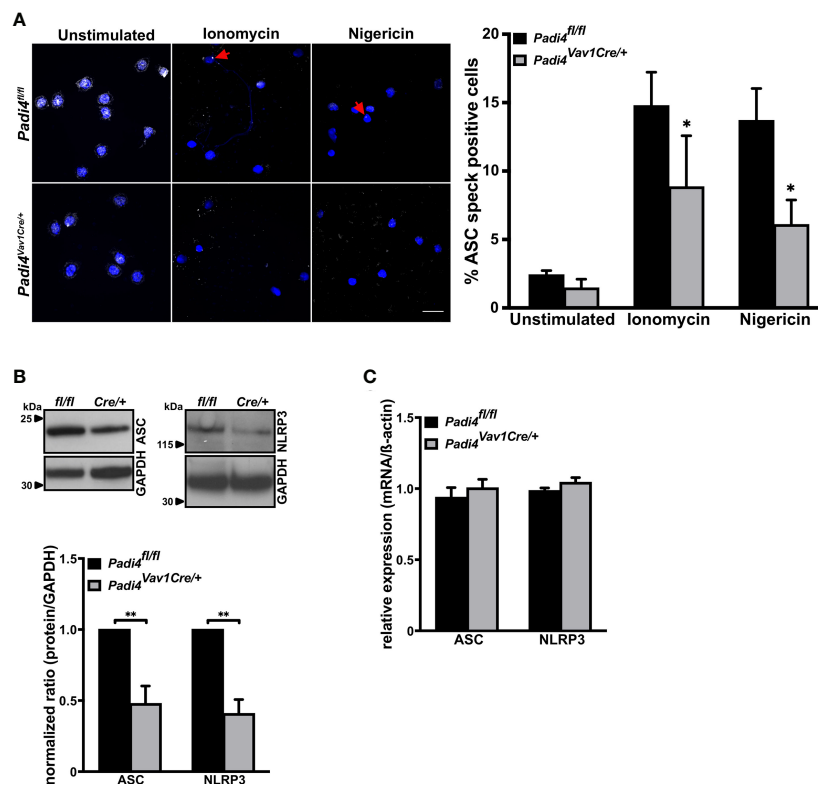 A
Unstimulated Ionomycin Nigericin
Padi4fl/fl
Padi4Vav1Cre/+
% ASC speck positive cells
20
15
10
5
0
Padi4fl/fl
Padi4Vav1Cre/+
*
*
Unstimulated Ionomycin Nigericin
B
kDa fl/fl Cre/+
25
30
GAPDH ASC
kDa fl/fl Cre/+
115
30
GAPDH NLRP3
normalized ratio (protein/GAPDH)
1.5
1.0
0.5
0
Padi4fl/fl
Padi4Vav1Cre/+
**
**
ASC NLRP3
C
relative expression (mRNA/ß-actin)
1.5
1.0
0.5
0
Padi4fl/fl
Padi4Vav1Cre/+
ASC NLRP3